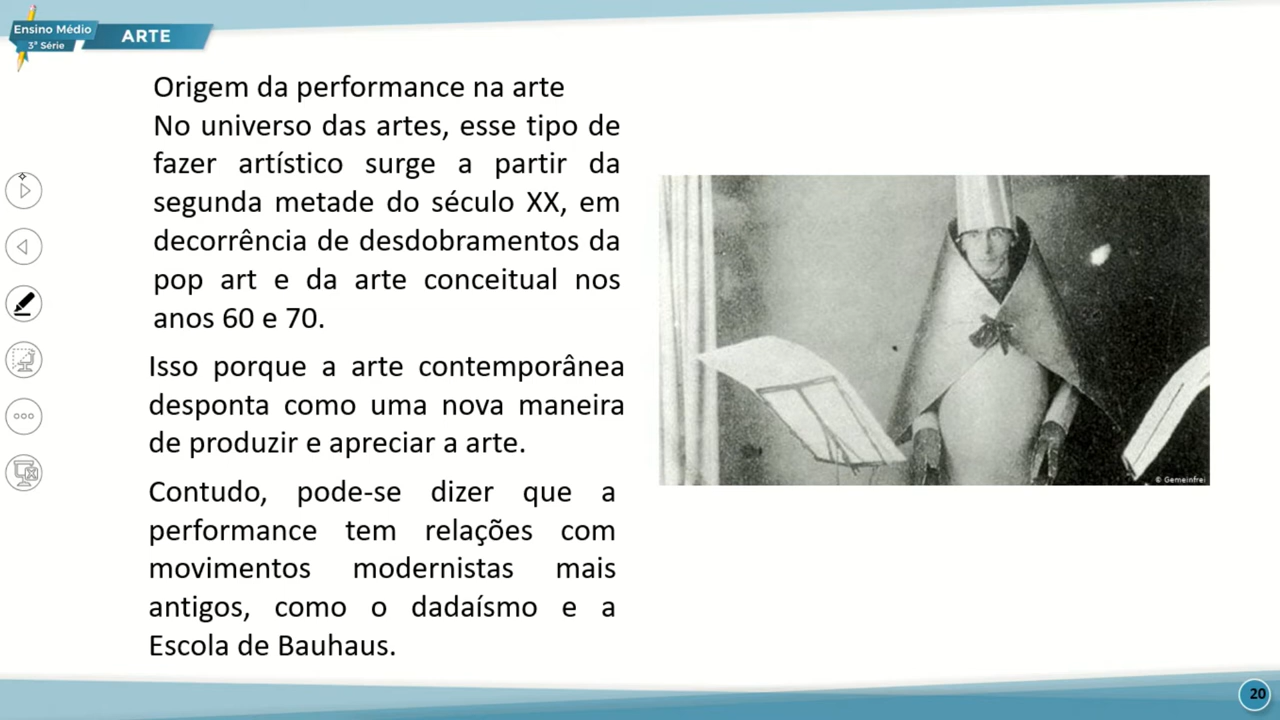 Ensino Médio
3ª Série
ARTE
Origem da performance na arte
No universo das artes, esse tipo de
fazer artístico surge a partir da
segunda metade do século XX, em
decorrência de desdobramentos da
pop art e da arte conceitual nos
anos 60 e 70.
Isso porque a arte contemporânea
desponta como uma nova maneira
de produzir e apreciar a arte.
Contudo, pode-se dizer que a
performance tem relações com
movimentos modernistas mais
antigos, como o dadaísmo e a
Escola de Bauhaus.
© Gemeinfrei
20